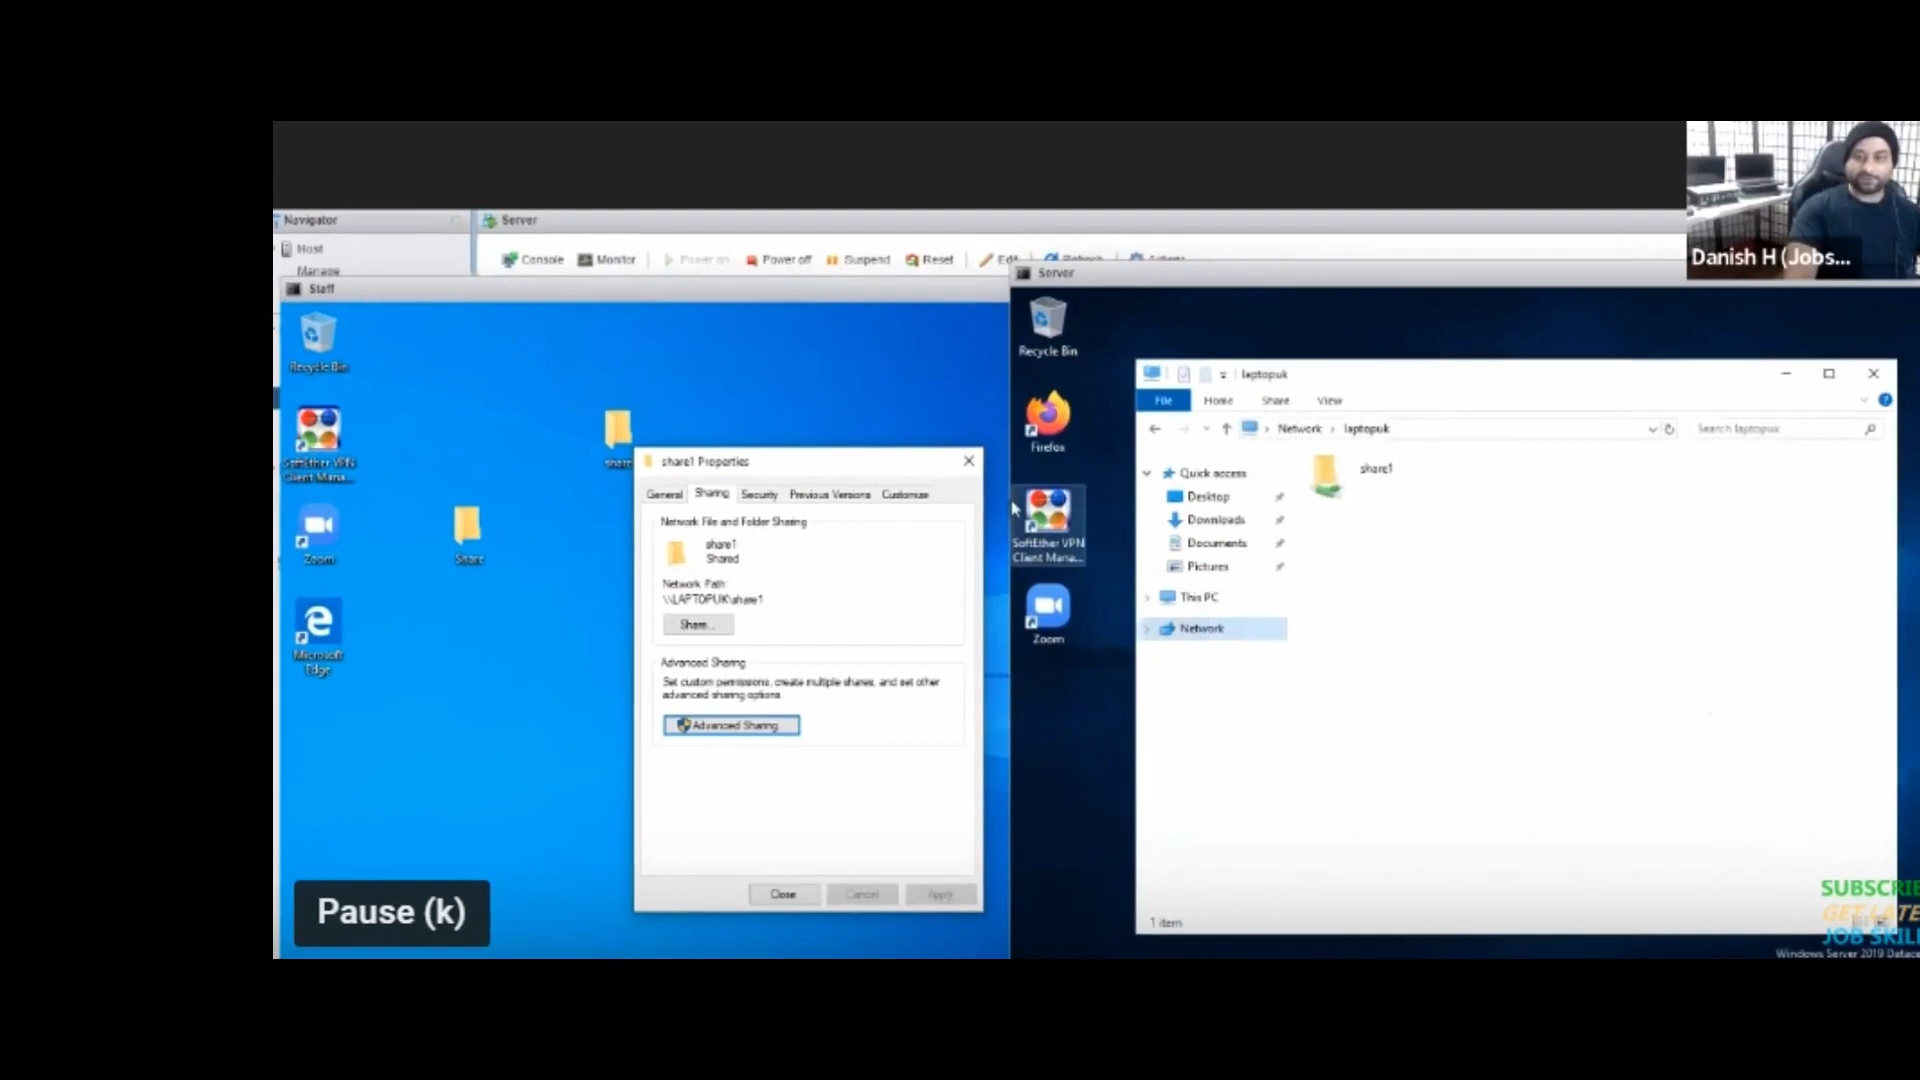 Navigator
Host
Manage
Server
Console
Monitor
Power on
Power off
Suspend
Reset
Edit
Refresh
Actions
Danish H (Jobs...
Staff
Recycle Bin
SoftEther VPN
Client Mana...
Zoom
Microsoft
Edge
share
Share
share1 Properties
General
Sharing
Security
Previous Versions
Customize
Network File and Folder Sharing
share1
Shared
Network Path:
\\LAPTOPUK\share1
Share...
Advanced Sharing
Set custom permissions, create multiple shares, and set other
advanced sharing options.
Advanced Sharing...
Close
Cancel
Apply
Pause (k)
Server
Recycle Bin
Firefox
SoftEther VPN
Client Mana...
Zoom
laptopuk
File
Home
Share
View
Network
laptopuk
Search laptopuk
Quick access
Desktop
Downloads
Documents
Pictures
This PC
Network
share1
1 item
SUBSCRIBE
GET LATE
JOB SKILL
Windows Server 2019 Datace